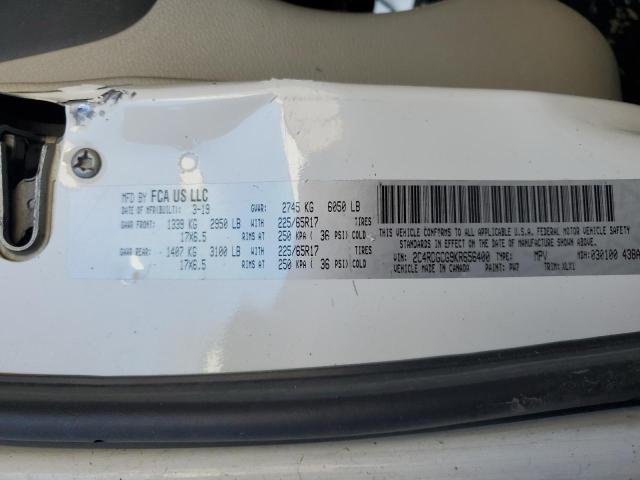 MFD BY FCA US LLC
DATE OF MFR(BUILT): 3-19 GVWR: 2745 KG 6050 LB
GAWR FRONT: 1339 KG 2950 LB WITH 225/65R17 TIRES
17X6.5 RIMS AT 250 KPA ( 36 PSI) COLD
GAWR REAR: 1407 KG 3100 LB WITH 225/65R17 TIRES
17X6.5 RIMS AT 250 KPA ( 36 PSI) COLD
THIS VEHICLE CONFORMS TO ALL APPLICABLE U.S.A. FEDERAL MOTOR VEHICLE SAFETY
STANDARDS IN EFFECT ON THE DATE OF MANUFACTURE SHOWN ABOVE.
VIN: 2C4RDGCG9KR656400 TYPE: MPV MDH: 030100 438A
VEHICLE MADE IN CANADA PAINT: PW7 TRIM: XLX1